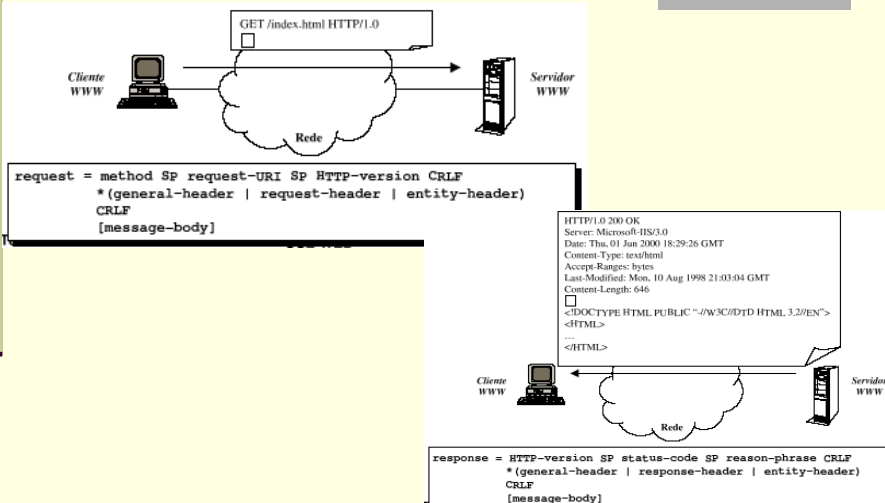 GET /index.html HTTP/1.0
Cliente
WWW
Servidor
WWW
Rede
request = method SP request-URI SP HTTP-version CRLF
*(general-header | request-header | entity-header)
CRLF
[message-body]
HTTP/1.0 200 OK
Server: Microsoft-IIS/3.0
Date: Thu, 01 Jun 2000 18:29:26 GMT
Content-Type: text/html
Accept-Ranges: bytes
Last-Modified: Mon, 10 Aug 1998 21:03:04 GMT
Content-Length: 646
<!DOCTYPE HTML PUBLIC “-//W3C//DTD HTML 3.2//EN”>
<HTML>
…
</HTML>
Cliente
WWW
Servidor
WWW
Rede
response = HTTP-version SP status-code SP reason-phrase CRLF
*(general-header | response-header | entity-header)
CRLF
[message-body]